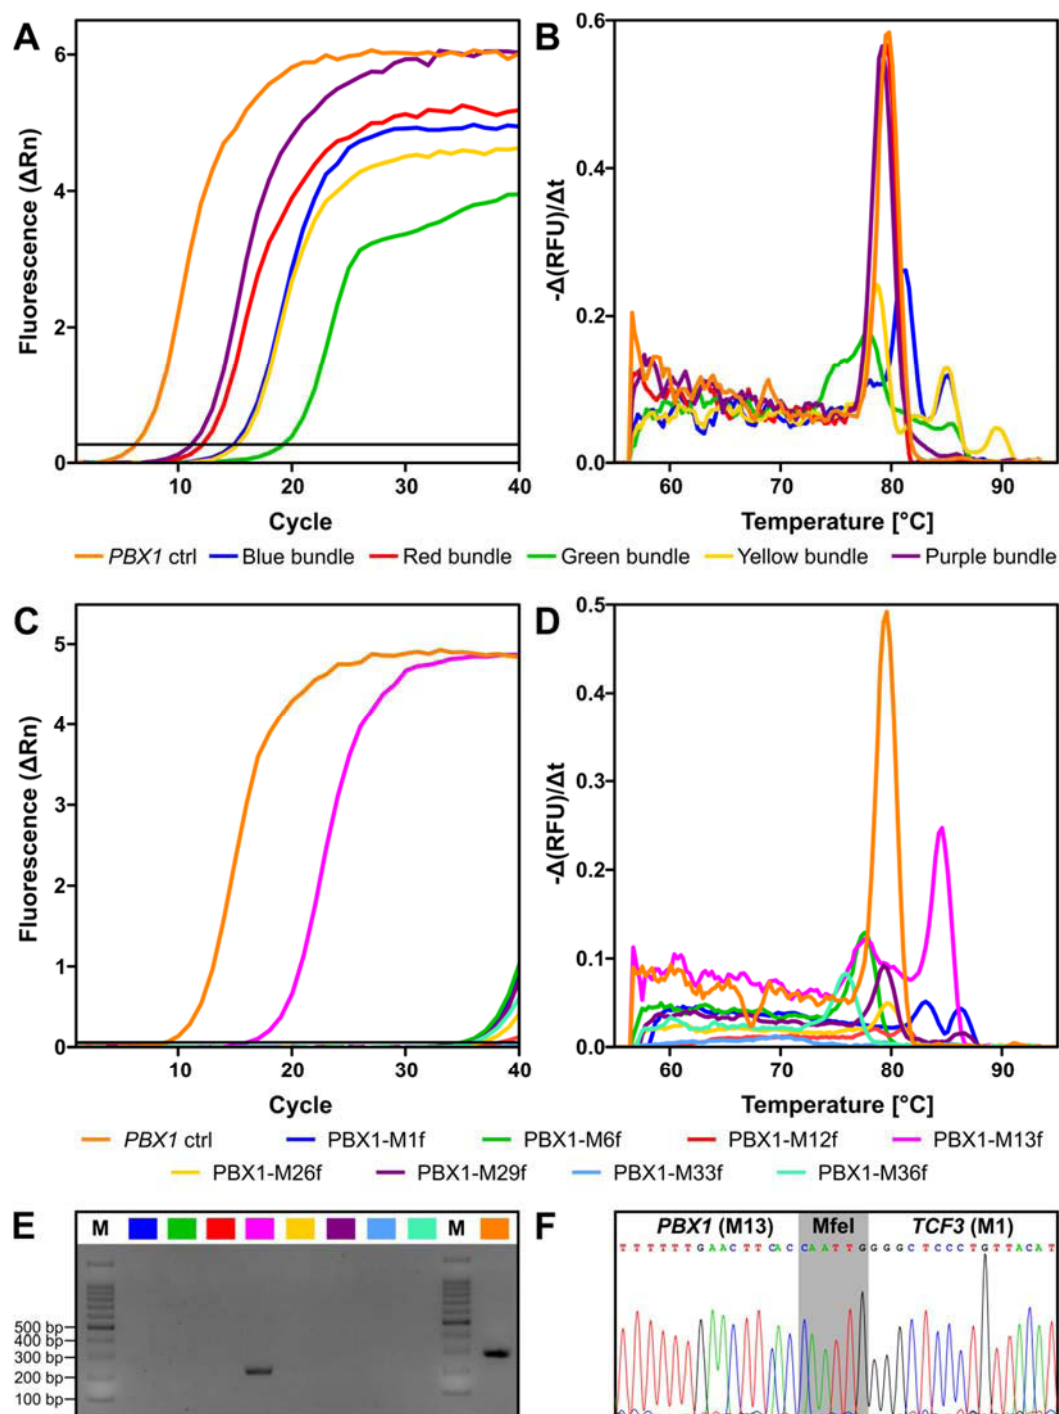 A
B
6
4
2
0
Fluorescence (ΔRn)
10
20
30
40
Cycle
0.6
0.4
0.2
0.0
-Δ(RFU)/Δt
60
70
80
90
Temperature [°C]
PBX1 ctrl
Blue bundle
Red bundle
Green bundle
Yellow bundle
Purple bundle
C
D
5
4
3
2
1
0
Fluorescence (ΔRn)
10
20
30
40
Cycle
0.5
0.4
0.3
0.2
0.1
0.0
-Δ(RFU)/Δt
60
70
80
90
Temperature [°C]
PBX1 ctrl
PBX1-M1f
PBX1-M6f
PBX1-M12f
PBX1-M13f
PBX1-M26f
PBX1-M29f
PBX1-M33f
PBX1-M36f
E
M
M
500 bp
400 bp
300 bp
200 bp
100 bp
F
PBX1 (M13)
MfeI
TCF3 (M1)
T T T T T T G A A C T T C A C C A A T T G G G G C T C C C T G T T A C A T